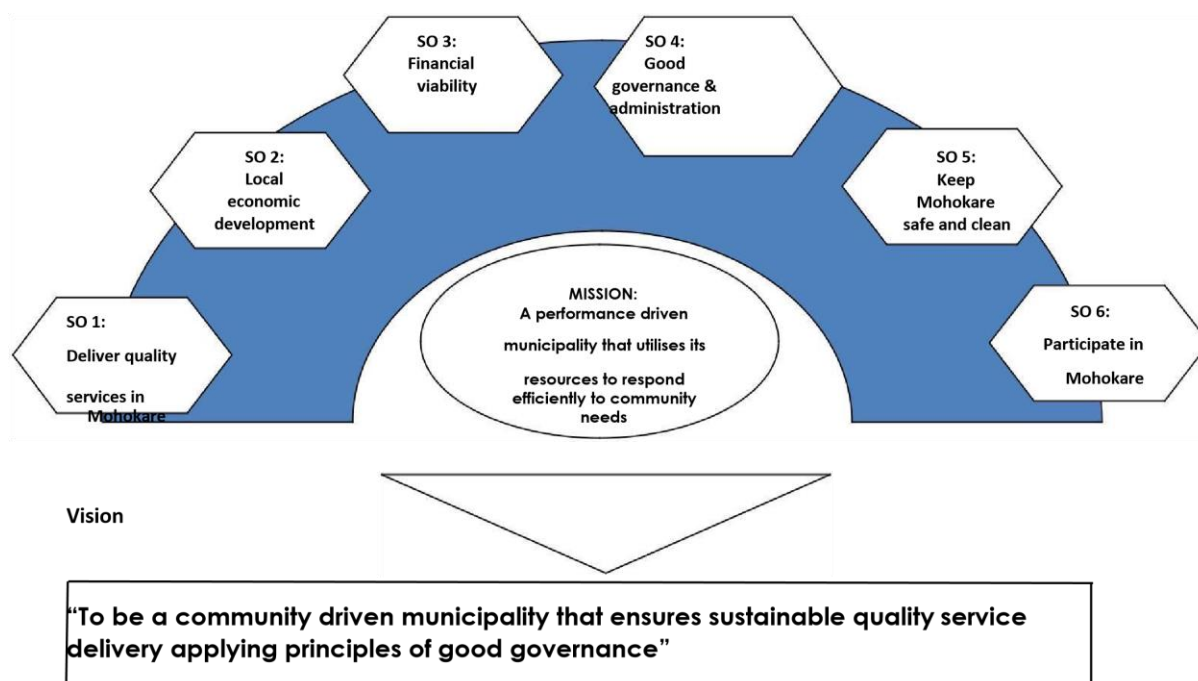 SO 1:
Deliver quality
services in
Mohokare
SO 2:
Local
economic
development
SO 3:
Financial
viability
SO 4:
Good
governance &
administration
SO 5:
Keep
Mohokare
safe and clean
SO 6:
Participate in
Mohokare
MISSION:
A performance driven
municipality that utilises its
resources to respond
efficiently to community
needs
Vision
“To be a community driven municipality that ensures sustainable quality service
delivery applying principles of good governance”